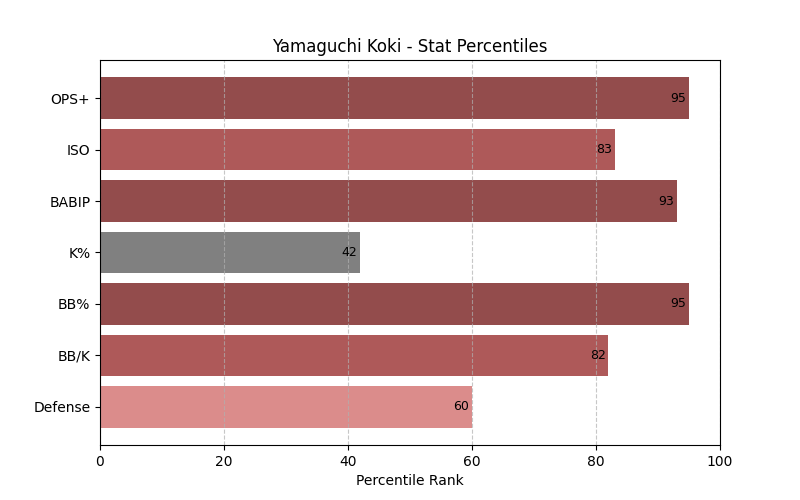 Yamaguchi Koki - Stat Percentiles
OPS+ 95
ISO 83
BABIP 93
K% 42
BB% 95
BB/K 82
Defense 60
0 20 40 60 80 100
Percentile Rank